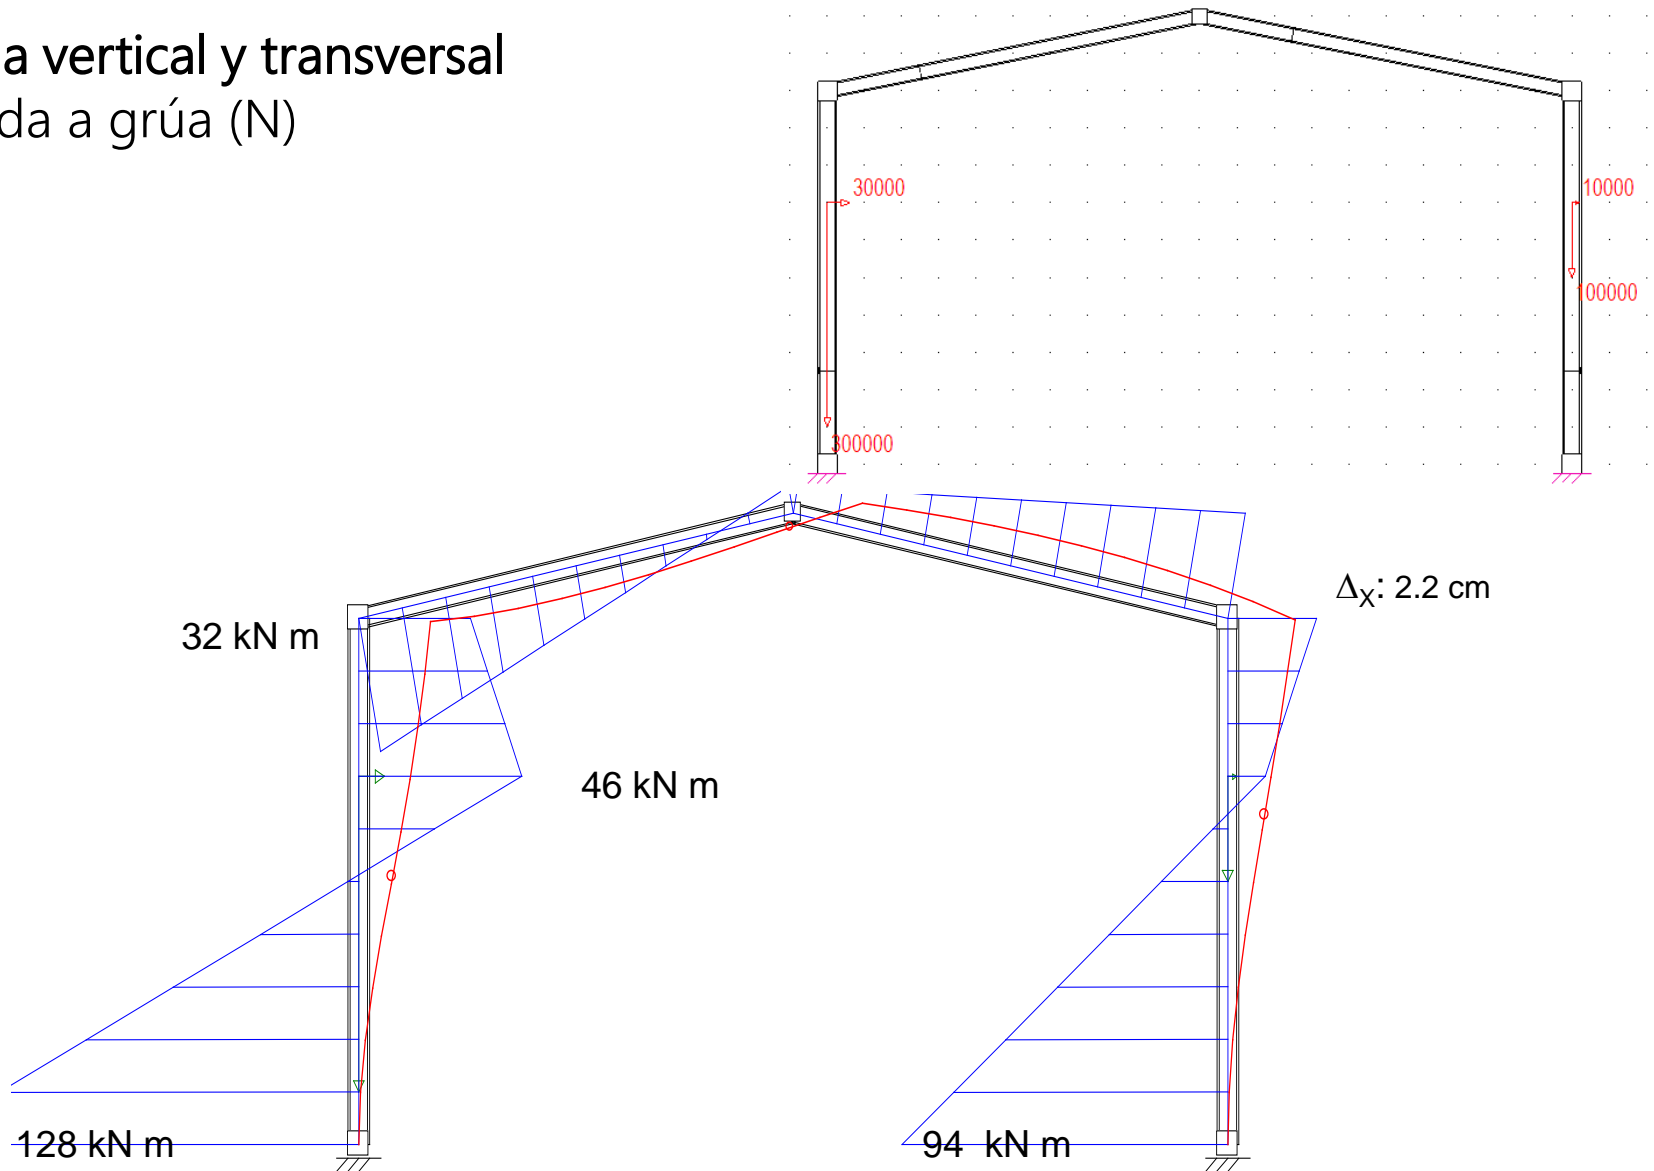 a vertical y transversal
da a grúa (N)
30000
10000
100000
300000
ΔX: 2.2 cm
32 kN m
46 kN m
128 kN m
94 kN m